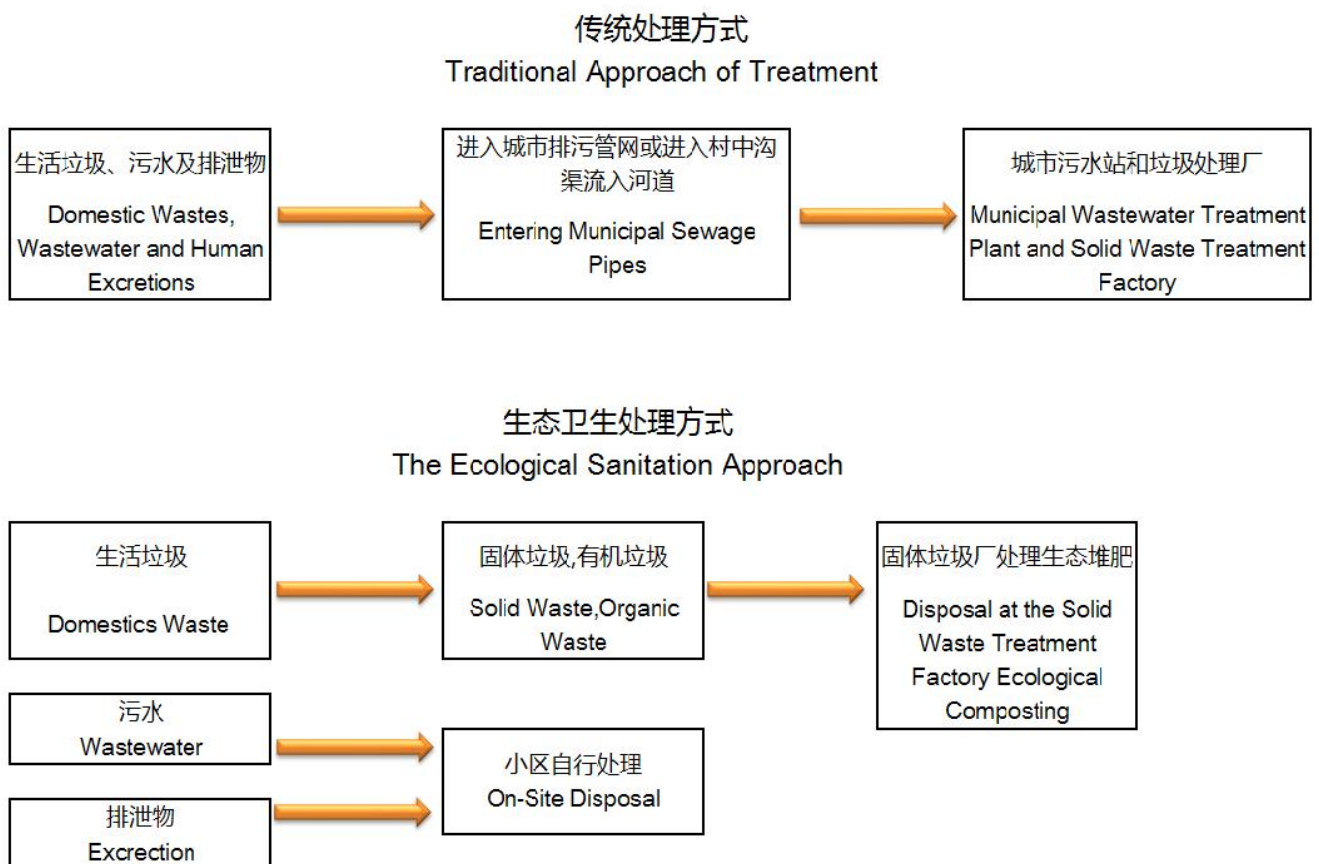 传统处理方式
Traditional Approach of Treatment
生活垃圾、污水及排泄物
Domestic Wastes,
Wastewater and Human
Excretions
进入城市排污管网或进入村中沟
渠流入河道
Entering Municipal Sewage
Pipes
城市污水站和垃圾处理厂
Municipal Wastewater Treatment
Plant and Solid Waste Treatment
Factory
生态卫生处理方式
The Ecological Sanitation Approach
生活垃圾
Domestics Waste
固体垃圾,有机垃圾
Solid Waste,Organic
Waste
固体垃圾厂处理生态堆肥
Disposal at the Solid
Waste Treatment
Factory Ecological
Composting
污水
Wastewater
排泄物
Excrection
小区自行处理
On-Site Disposal